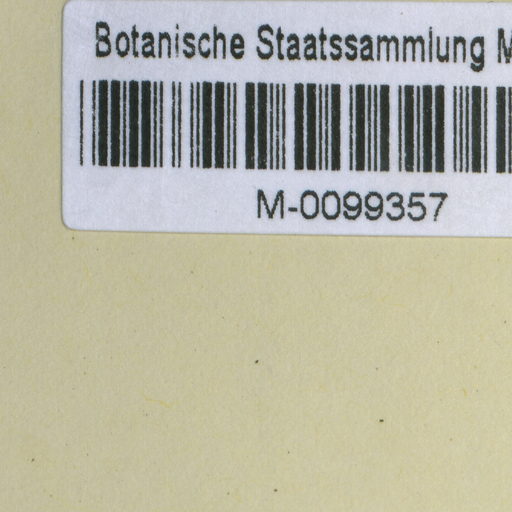 Botanische Staatssammlung M
M-0099357